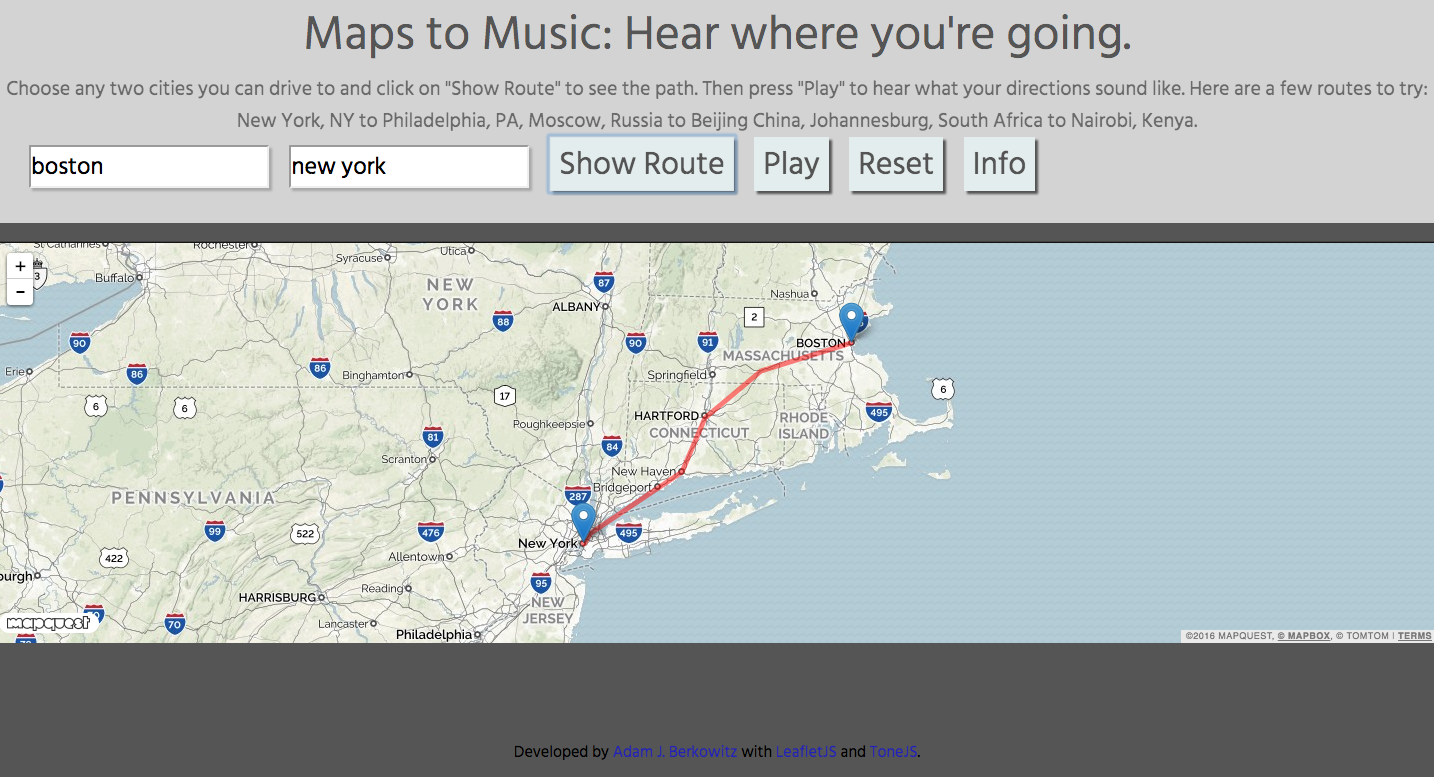 Maps to Music: Hear where you're going.
Choose any two cities you can drive to and click on "Show Route" to see the path. Then press "Play" to hear what your directions sound like. Here are a few routes to try:
New York, NY to Philadelphia, PA, Moscow, Russia to Beijing China, Johannesburg, South Africa to Nairobi, Kenya.
boston new york Show Route Play Reset Info
St Catharines Rochester
Utica
Syracuse
+
3
Buffalo
-
NEW
YORK
87
ALBANY
Nashua
88
2
90
90
91
BOSTON
MASSACHUSETTS
Erie
86
86
Binghamton
Springfield
6
6
17
6
HARTFORD
495
RHODE
ISLAND
Poughkeepsie
CONNECTICUT
81
84
Scranton
New Haven
Bridgeport
287
PENNSYLVANIA
99
522
476
495
New York
422
Allentown
burgh
95
Reading
HARRISBURG
NEW
JERSEY
mapquest
70
Lancaster
Philadelphia
©2016 MAPQUEST, © MAPBOX, © TOMTOM | TERMS
Developed by Adam J. Berkowitz with LeafletJS and ToneJS.